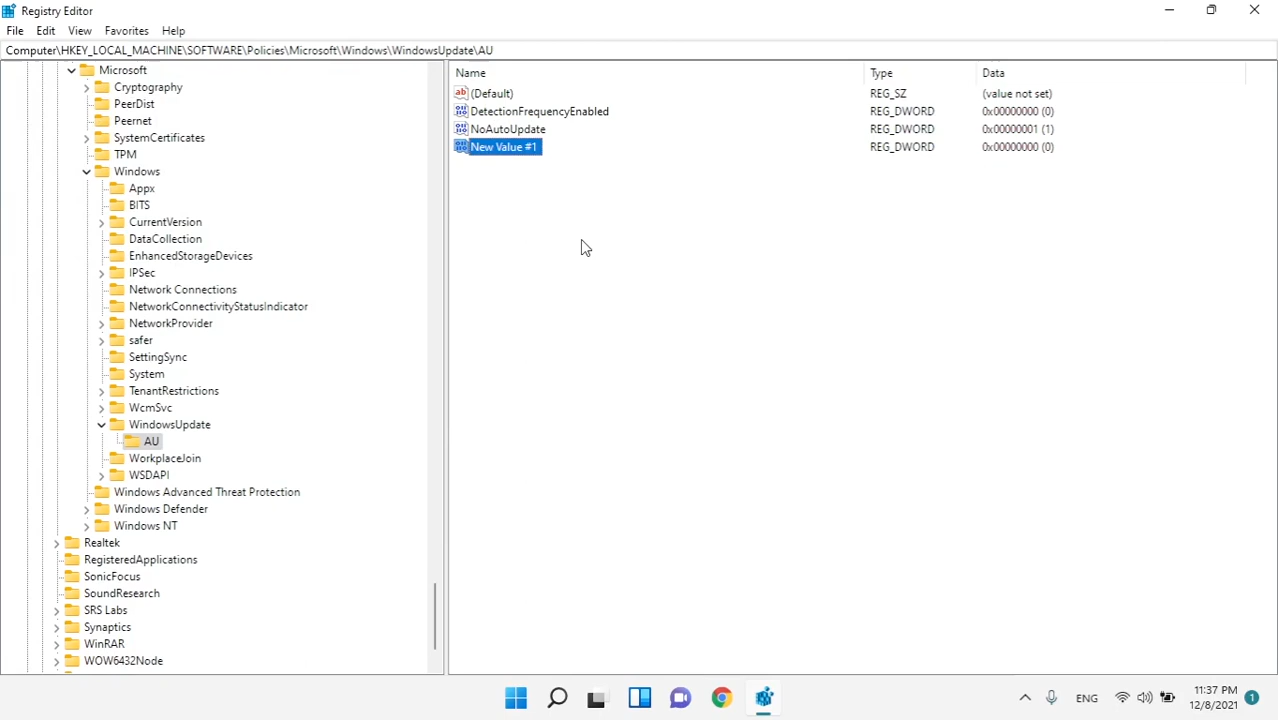 Registry Editor
File Edit View Favorites Help
Computer\HKEY_LOCAL_MACHINE\SOFTWARE\Policies\Microsoft\Windows\WindowsUpdate\AU
Microsoft
Cryptography
PeerDist
Peernet
SystemCertificates
TPM
Windows
Appx
BITS
CurrentVersion
DataCollection
EnhancedStorageDevices
IPSec
Network Connections
NetworkConnectivityStatusIndicator
NetworkProvider
safer
SettingSync
System
TenantRestrictions
WcmSvc
WindowsUpdate
AU
WorkplaceJoin
WSDAPI
Windows Advanced Threat Protection
Windows Defender
Windows NT
Realtek
RegisteredApplications
SonicFocus
SoundResearch
SRS Labs
Synaptics
WinRAR
WOW6432Node
Name Type Data
ab (Default) REG_SZ (value not set)
DetectionFrequencyEnabled REG_DWORD 0x00000000 (0)
NoAutoUpdate REG_DWORD 0x00000001 (1)
New Value #1 REG_DWORD 0x00000000 (0)
ENG
11:37 PM
12/8/2021
1